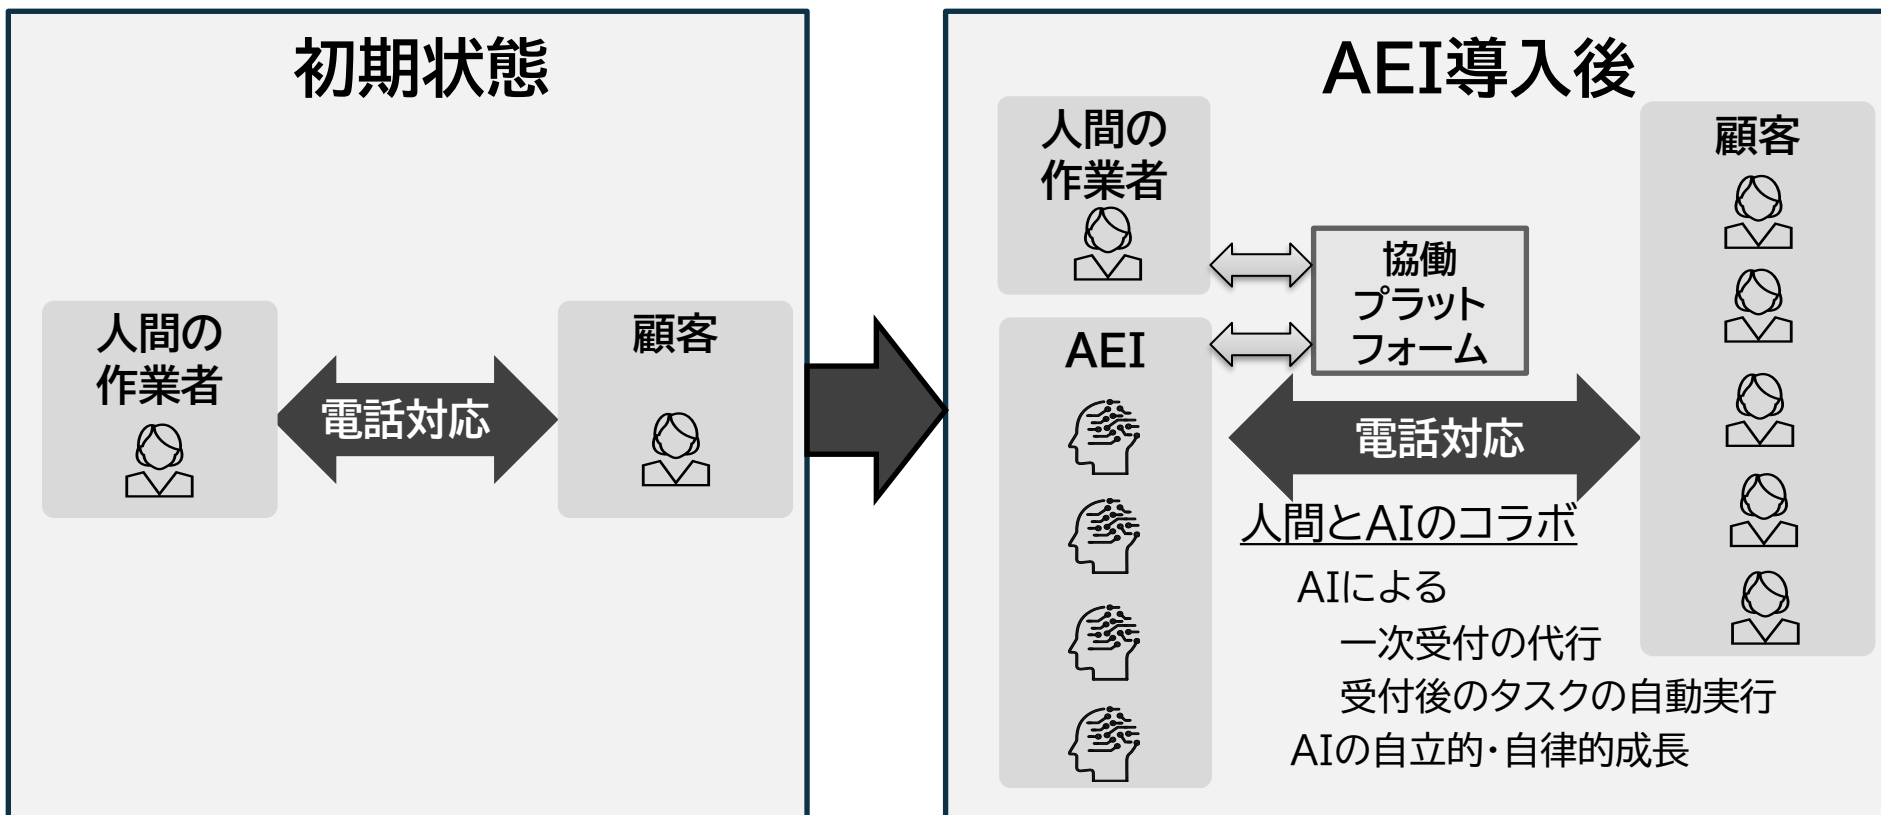 初期状態
人間の
作業者
電話対応
顧客
AEI導入後
人間の
作業者
AEI
協働
プラット
フォーム
電話対応
顧客
人間とAIのコラボ
AIによる
一次受付の代行
受付後のタスクの自動実行
AIの自立的・自律的成長